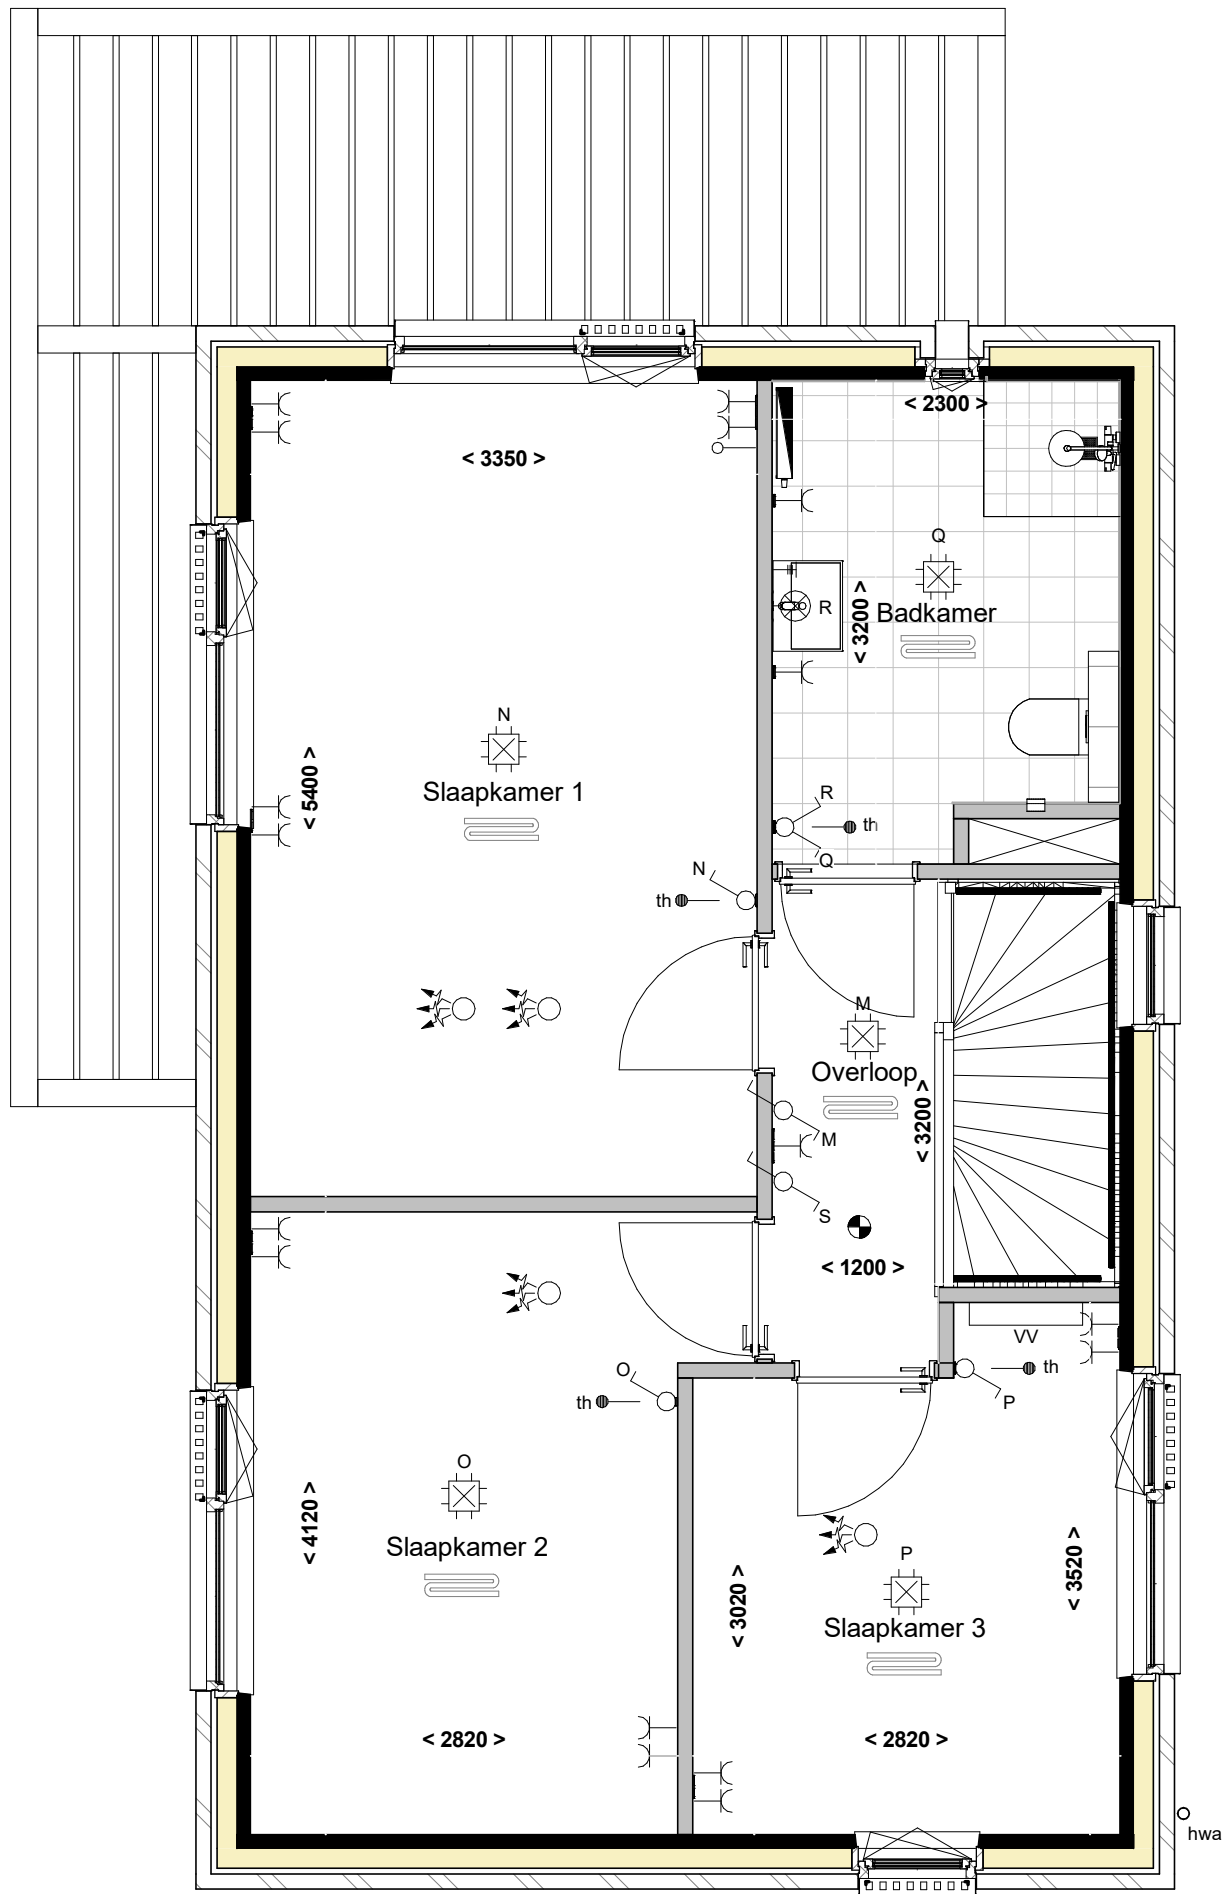 < 2300 >
< 3350 >
Q
R
< 3200 >
Badkamer
N
< 5400 >
Slaapkamer 1
R
th
Q
N
th
M
Overloop
< 3200 >
M
S
< 1200 >
VV
th
P
O
th
O
< 4120 >
Slaapkamer 2
P
< 3020 >
< 3520 >
Slaapkamer 3
< 2820 >
< 2820 >
hwa